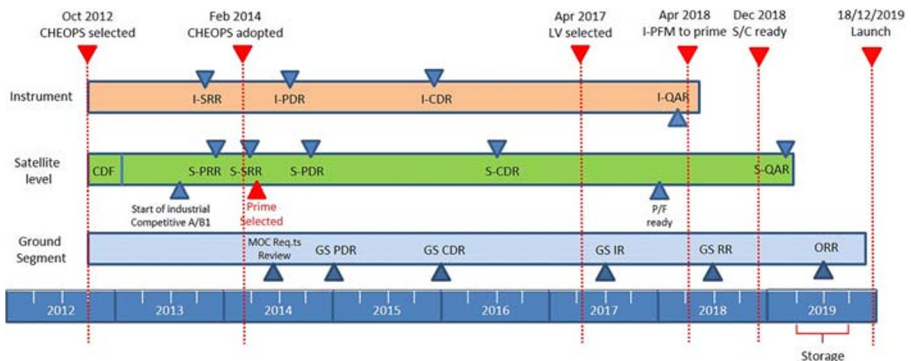 Oct 2012
CHEOPS selected
Feb 2014
CHEOPS adopted
Apr 2017
LV selected
Apr 2018
I-PFM to prime
Dec 2018
S/C ready
18/12/2019
Launch
Instrument
I-SRR
I-PDR
I-CDR
I-QAR
Satellite
level
CDF
S-PRR
S-SRR
S-PDR
S-CDR
S-QAR
Start of industrial
Competitive A/B1
Prime
Selected
P/F
ready
Ground
Segment
MOC Req.ts
Review
GS PDR
GS CDR
GS IR
GS RR
ORR
2012
2013
2014
2015
2016
2017
2018
2019
Storage